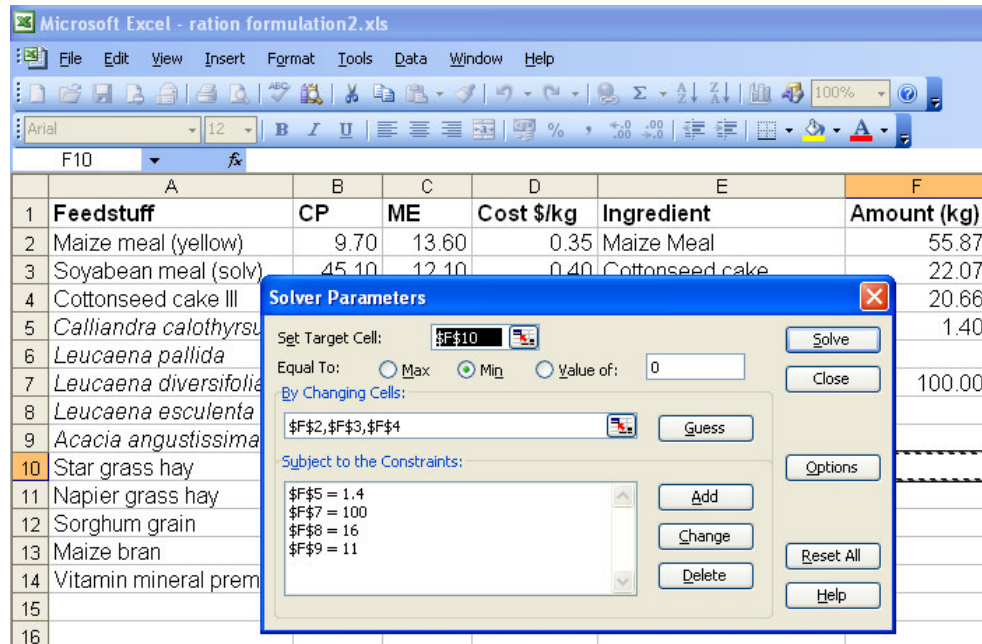 Microsoft Excel - ration formulation2.xls
File Edit View Insert Format Tools Data Window Help
100%
Arial 12 B I U
F10 fx
A B C D E F
1 Feedstuff CP ME Cost $/kg Ingredient Amount (kg)
2 Maize meal (yellow) 9.70 13.60 0.35 Maize Meal 55.87
3 Soyabean meal (solv) 45.10 12.10 0.40 Cottonseed cake 22.07
4 Cottonseed cake III 20.66
5 Calliandra calothyrsu 1.40
6 Leucaena pallida
7 Leucaena diversifolia 100.00
8 Leucaena esculenta
9 Acacia angustissima
10 Star grass hay
11 Napier grass hay
12 Sorghum grain
13 Maize bran
14 Vitamin mineral prem
15
16
Solver Parameters
Set Target Cell: $F$10 Solve
Equal To: Max Min Value of: 0 Close
By Changing Cells:
$F$2,$F$3,$F$4 Guess
Subject to the Constraints: Options
$F$5 = 1.4 Add
$F$7 = 100
$F$8 = 16 Change
$F$9 = 11
Reset All
Delete
Help